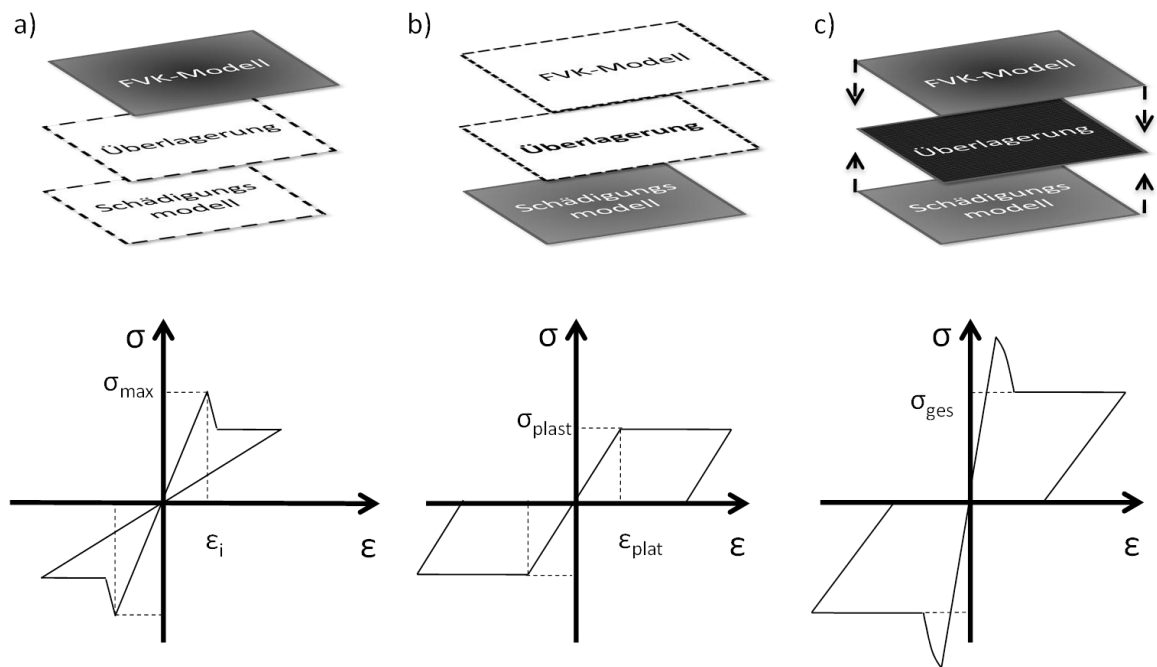 a)
FVK-Modell
Überlagerung
Schädigungs
modell
b)
FVK-Modell
Überlagerung
Schädigungs
modell
c)
FVK-Modell
Überlagerung
Schädigungs
modell
σ
σmax
εi
ε
σ
σplast
εplat
ε
σ
σges
ε